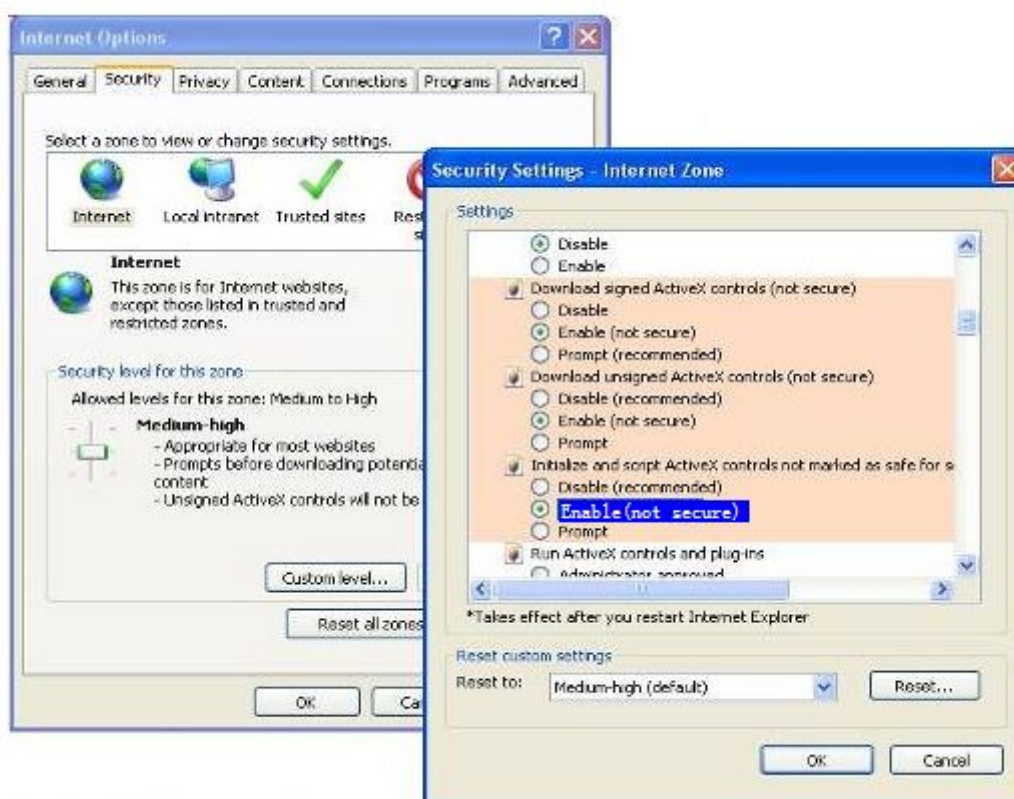 Internet Options
General Security Privacy Content Connections Programs Advanced
Select a zone to view or change security settings.
Internet Local intranet Trusted sites
Internet
This zone is for Internet websites,
except those listed in trusted and
restricted zones.
Security level for this zone
Allowed levels for this zone: Medium to High
Medium-high
- Appropriate for most websites
- Prompts before downloading
content
- Unsigned ActiveX controls will not be
Custom level...
Reset all zones
OK
Security Settings - Internet Zone
Settings
Disable
Enable
Download signed ActiveX controls (not secure)
Disable
Enable (not secure)
Prompt (recommended)
Download unsigned ActiveX controls (not secure)
Disable (recommended)
Enable (not secure)
Prompt
Initialize and script ActiveX controls not marked as safe for s
Disable (recommended)
Enable(not secure)
Prompt
Run ActiveX controls and plug-ins
Administrator approved
*Takes effect after you restart Internet Explorer
Reset custom settings
Reset to: Medium-high (default) Reset...
OK Cancel